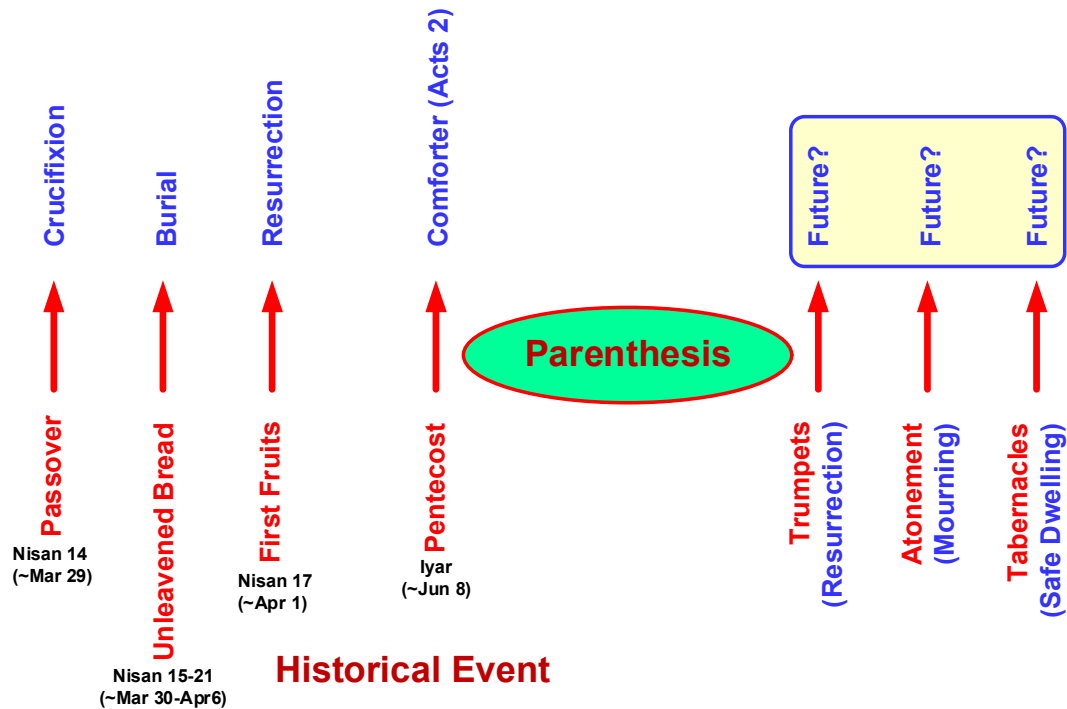 Crucifixion
Burial
Resurrection
Comforter (Acts 2)
Future?
Future?
Future?
Parenthesis
Passover
Nisan 14
(~Mar 29)
Unleavened Bread
Nisan 15-21
(~Mar 30-Apr6)
First Fruits
Nisan 17
(~Apr 1)
Pentecost
Iyar
(~Jun 8)
Trumpets
(Resurrection)
Atonement
(Mourning)
Tabernacles
(Safe Dwelling)
Historical Event